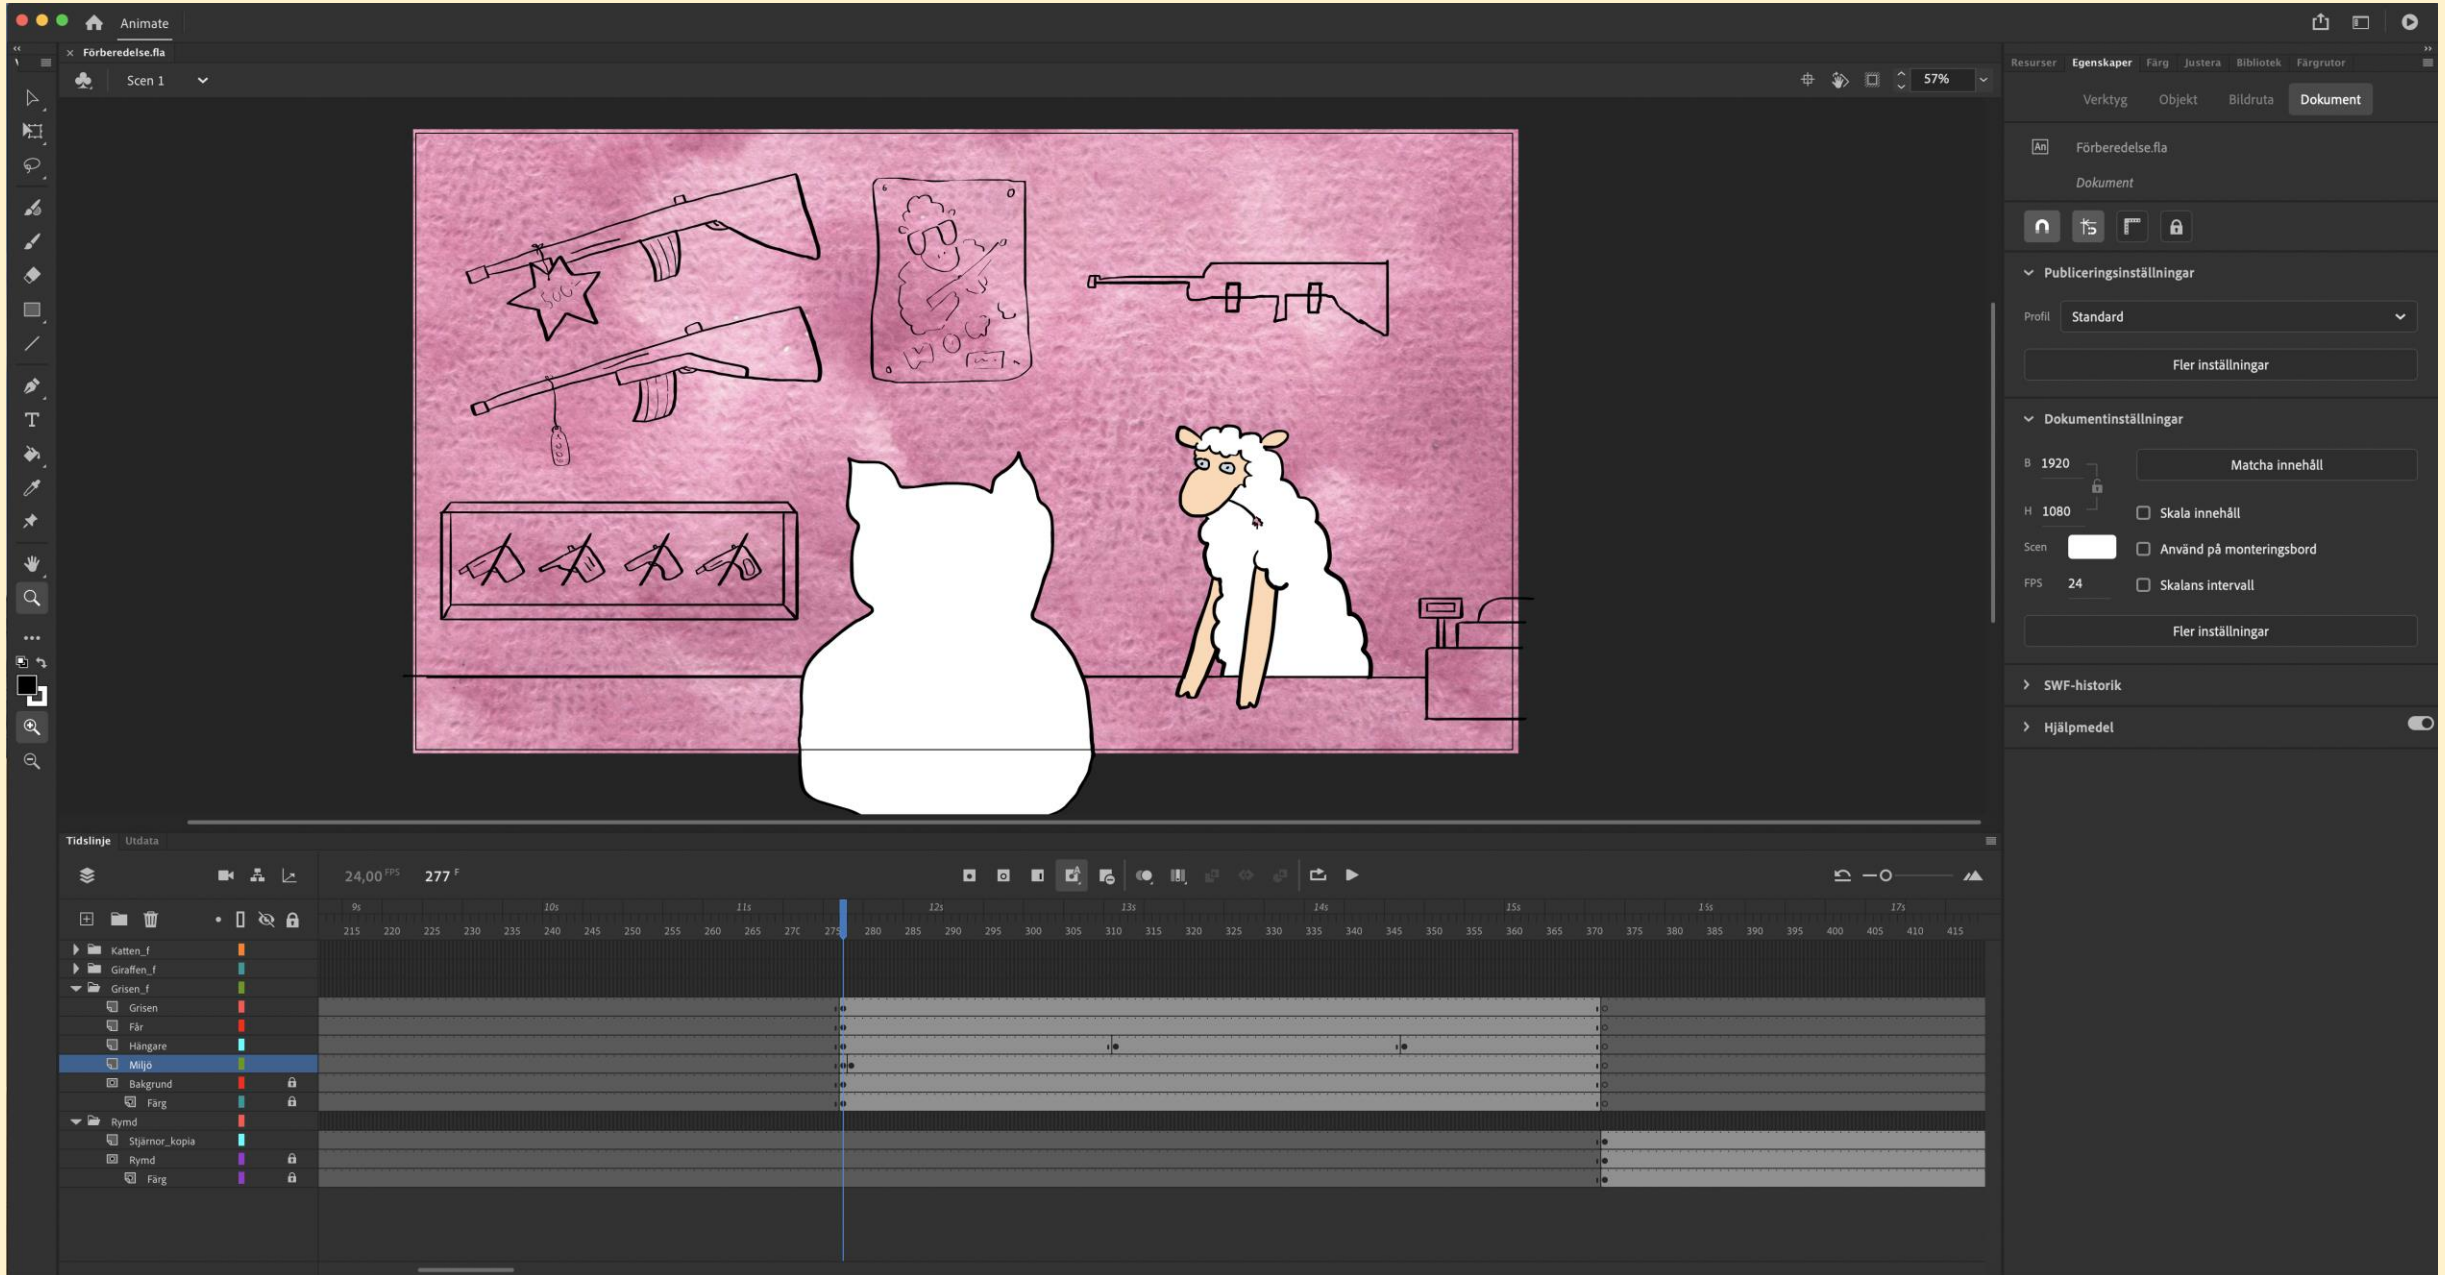 Animate
Förberedelse.fla
Scen 1
57%
WOW
Resurser Egenskaper Färg Justera Bibliotek Färgrutor
Verktyg Objekt Bildruta Dokument
An Förberedelse.fla
Dokument
Publiceringsinställningar
Profil Standard
Fler inställningar
Dokumentinställningar
B 1920 Matcha innehåll
H 1080 Skala innehåll
Scen Använd på monteringsbord
FPS 24 Skalans intervall
Fler inställningar
SWF-historik
Hjälpmedel
Tidslinje Utdata
24,00 FPS 277 F
9s 10s 11s 12s 13s 14s 15s 16s 17s
215 220 225 230 235 240 245 250 255 260 265 270 275 280 285 290 295 300 305 310 315 320 325 330 335 340 345 350 355 360 365 370 375 380 385 390 395 400 405 410 415
Katten_f
Giraffen_f
Grisen_f
Grisen
Får
Hängare
Miljö
Bakgrund
Färg
Rymd
Stjärnor_kopia
Rymd
Färg